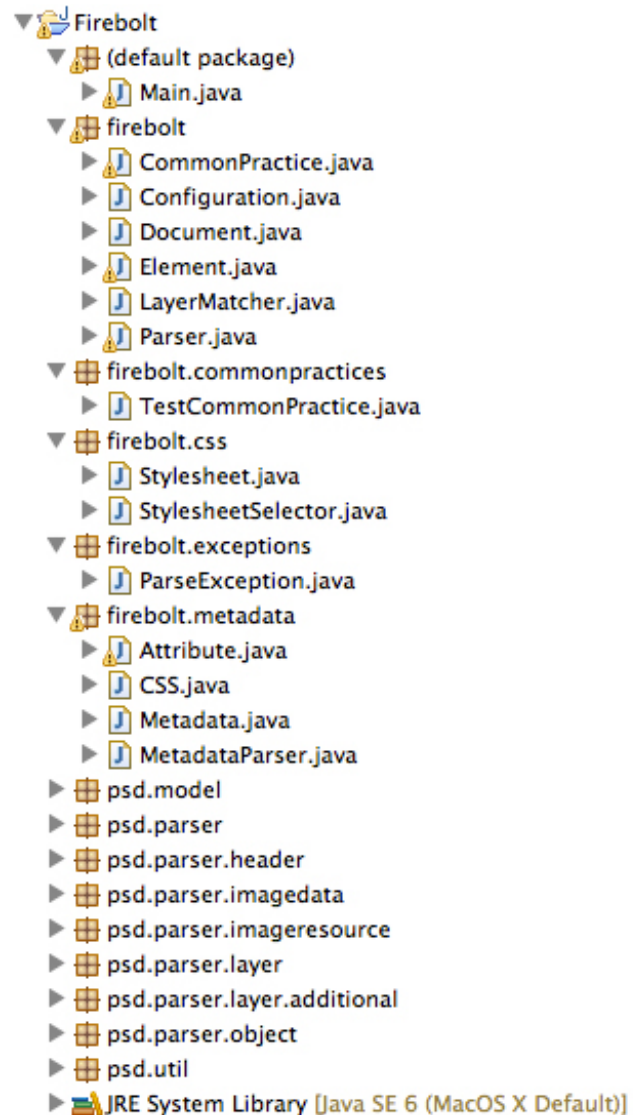 Firebolt
(default package)
Main.java
firebolt
CommonPractice.java
Configuration.java
Document.java
Element.java
LayerMatcher.java
Parser.java
firebolt.commonpractices
TestCommonPractice.java
firebolt.css
Stylesheet.java
StylesheetSelector.java
firebolt.exceptions
ParseException.java
firebolt.metadata
Attribute.java
CSS.java
Metadata.java
MetadataParser.java
psd.model
psd.parser
psd.parser.header
psd.parser.imagedata
psd.parser.imageresource
psd.parser.layer
psd.parser.layer.additional
psd.parser.object
psd.util
JRE System Library [Java SE 6 (MacOS X Default)]